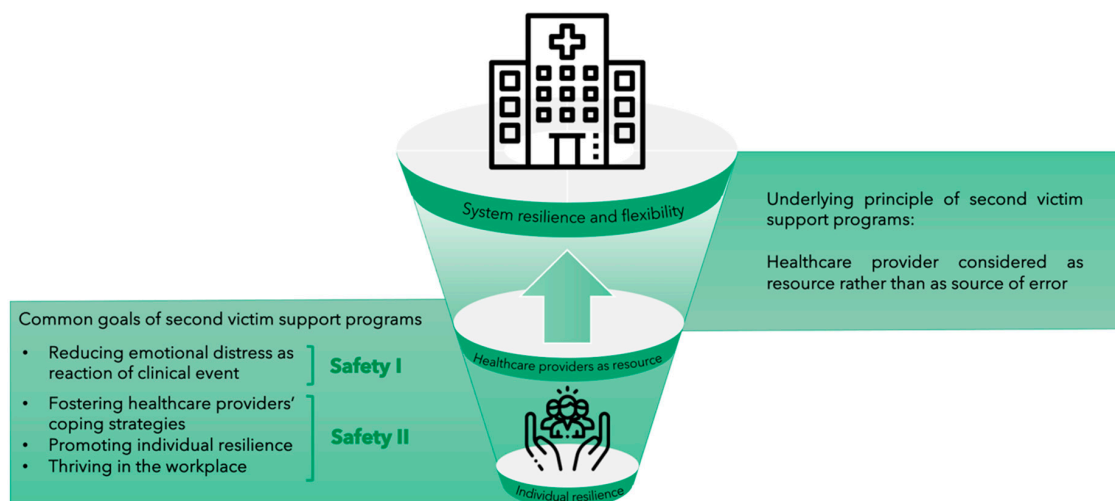 System resilience and flexibility
Underlying principle of second victim
support programs:
Healthcare provider considered as
resource rather than as source of error
Common goals of second victim support programs
• Reducing emotional distress as
reaction of clinical event
Safety I
• Fostering healthcare providers’
coping strategies
• Promoting individual resilience
• Thriving in the workplace
Safety II
Healthcare providers as resource
Individual resilience